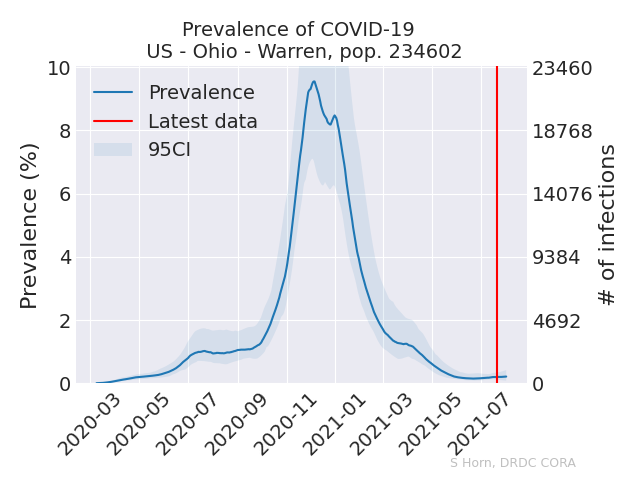 Prevalence of COVID-19
US - Ohio - Warren, pop. 234602
Prevalence
Latest data
95CI
Prevalence (%)
10
8
6
4
2
0
23460
18768
14076
9384
4692
0
# of infections
2020-03
2020-05
2020-07
2020-09
2020-11
2021-01
2021-03
2021-05
2021-07
S Horn, DRDC CORA